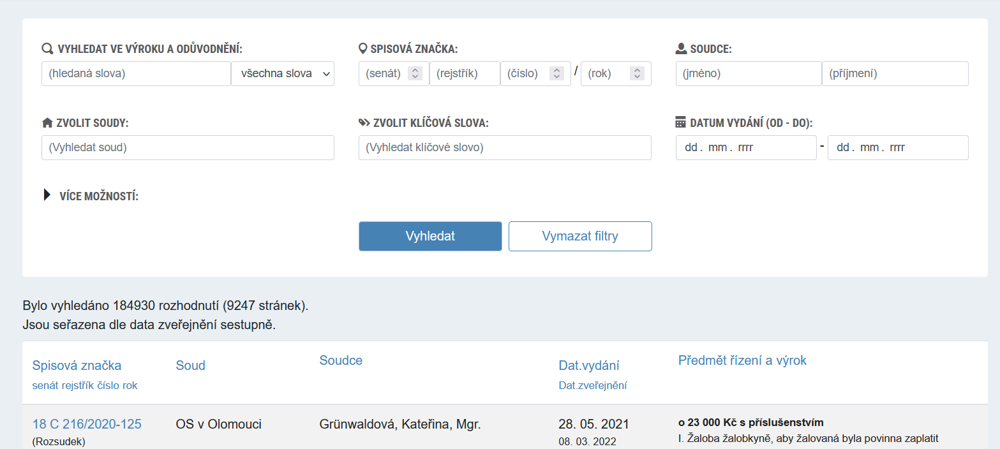 VYHLEDAT VE VÝROKU A ODŮVODNĚNÍ: SPISOVÁ ZNAČKA: SOUDCE:
(hledaná slova) všechna slova (senát) (rejstřík) (číslo) / (rok) (jméno) (příjmení)
ZVOLIT SOUDY: ZVOLIT KLÍČOVÁ SLOVA: DATUM VYDÁNÍ (OD - DO):
(Vyhledat soud) (Vyhledat klíčové slovo) dd . mm . rrrr - dd . mm . rrrr
VÍCE MOŽNOSTÍ:
Vyhledat Vymazat filtry
Bylo vyhledáno 184930 rozhodnutí (9247 stránek).
Jsou seřazena dle data zveřejnění sestupně.
Spisová značka Soud Soudce Dat.vydání Předmět řízení a výrok
senát rejstřík číslo rok Dat.zveřejnění
18 C 216/2020-125 OS v Olomouci Grünwaldová, Kateřina, Mgr. 28. 05. 2021 o 23 000 Kč s příslušenstvím
(Rozsudek) 08. 03. 2022 I. Žaloba žalobkyně, aby žalovaná byla povinna zaplatit